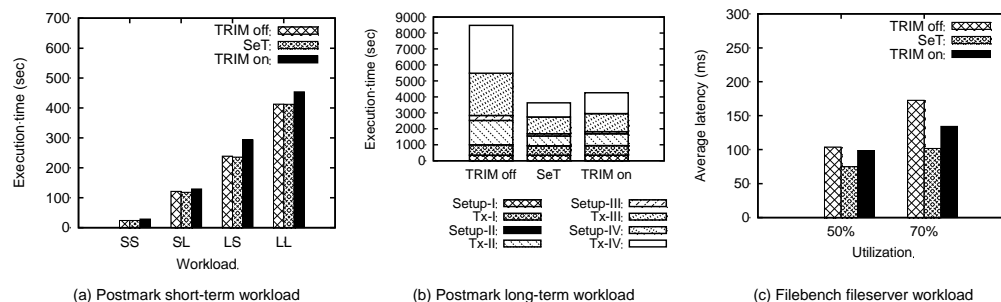 700
600
500
400
300
200
100
0
Execution time (sec)
SS SL LS LL
Workload
TRIM off
SeT
TRIM on
(a) Postmark short-term workload
9000
8000
7000
6000
5000
4000
3000
2000
1000
0
Execution time (sec)
TRIM off SeT TRIM on
Setup-I
Tx-I
Setup-II
Tx-II
Setup-III
Tx-III
Setup-IV
Tx-IV
(b) Postmark long-term workload
300
250
200
150
100
50
0
Average latency (ms)
50% 70%
Utilization
TRIM off
SeT
TRIM on
(c) Filebench fileserver workload